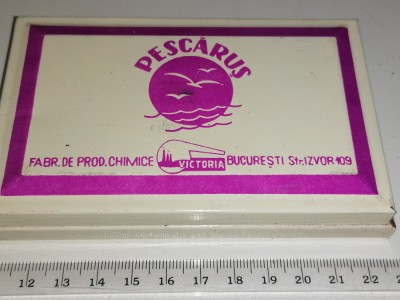 PESCĂRUȘ
FABR. DE PROD. CHIMICE VICTORIA BUCUREȘTI Str. IZVOR 109
12 13 14 15 16 17 18 19 20 21 22 2